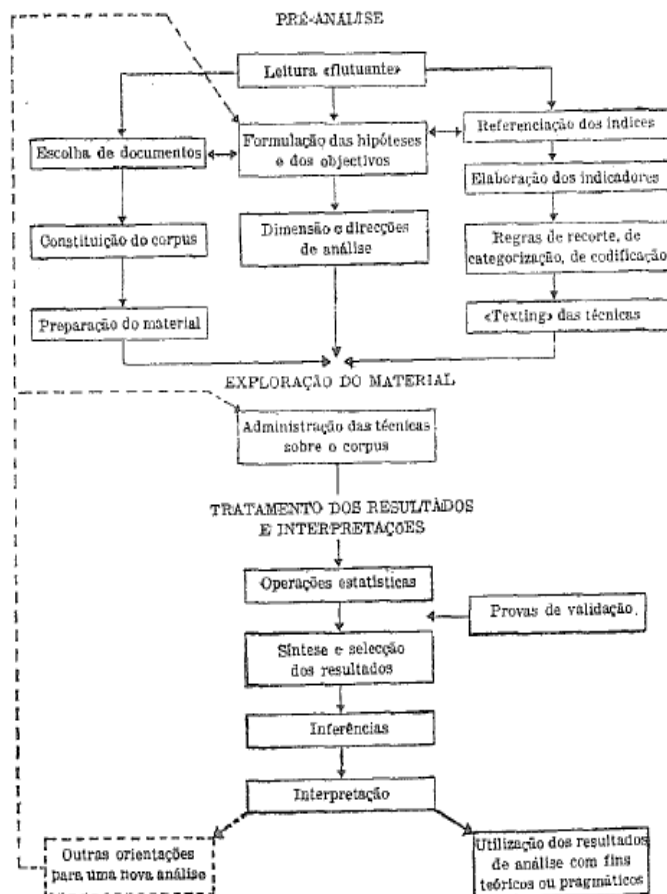 PRÉ-ANÁLISE
Leitura «flutuante»
Escolha de documentos
Formulação das hipóteses
e dos objectivos
Referenciação dos índices
Elaboração dos indicadores
Constituição do corpus
Dimensão e direcções
de análise
Regras de recorte, de
categorização, de codificação
Preparação do material
«Texting» das técnicas
EXPLORAÇÃO DO MATERIAL
Administração das técnicas
sobre o corpus
TRATAMENTO DOS RESULTADOS
E INTERPRETAÇÕES
Operações estatísticas
Provas de validação.
Síntese e selecção
dos resultados
Inferências
Interpretação
Outras orientações
para uma nova análise
Utilização dos resultados
de análise com fins
teóricos ou pragmáticos